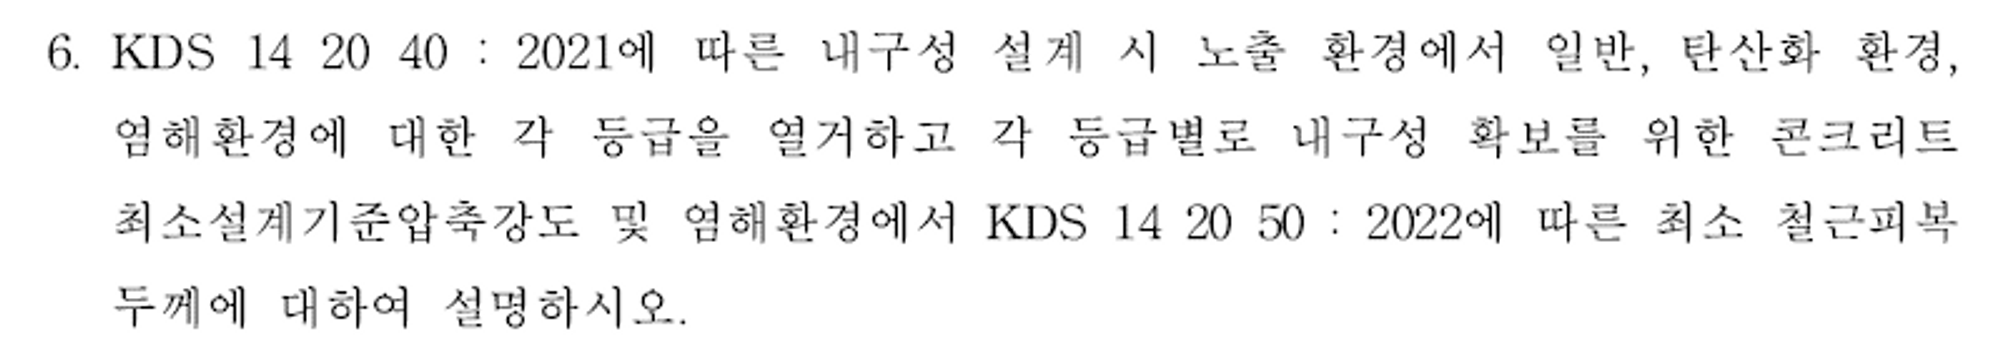 6. KDS 14 20 40 : 2021에 따른 내구성 설계 시 노출 환경에서 일반, 탄산화 환경,
염해환경에 대한 각 등급을 열거하고 각 등급별로 내구성 확보를 위한 콘크리트
최소설계기준압축강도 및 염해환경에서 KDS 14 20 50 : 2022에 따른 최소 철근피복
두께에 대하여 설명하시오.